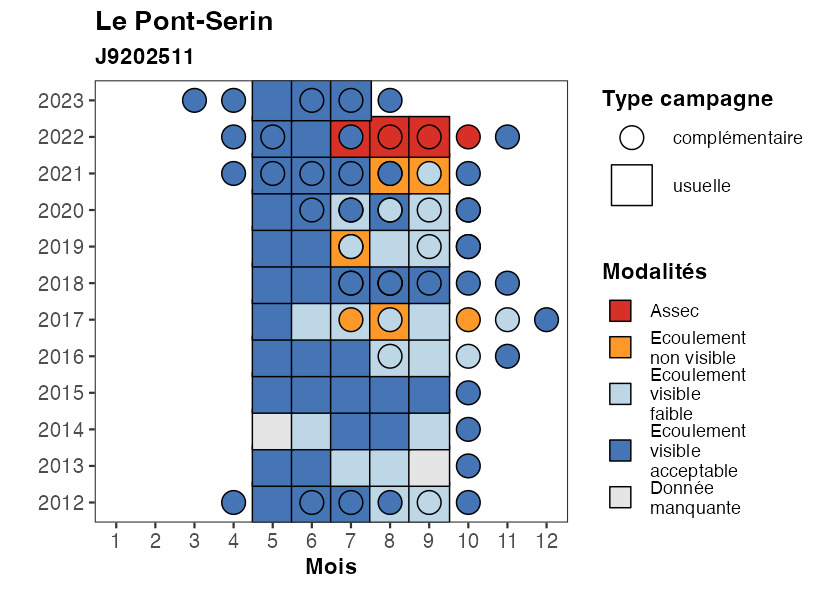 Le Pont-Serin
J9202511
2023
2022
2021
2020
2019
2018
2017
2016
2015
2014
2013
2012
1 2 3 4 5 6 7 8 9 10 11 12
Mois
Type campagne
complémentaire
usuelle
Modalités
Assec
Ecoulement
non visible
Ecoulement
visible
faible
Ecoulement
visible
acceptable
Donnée
manquante